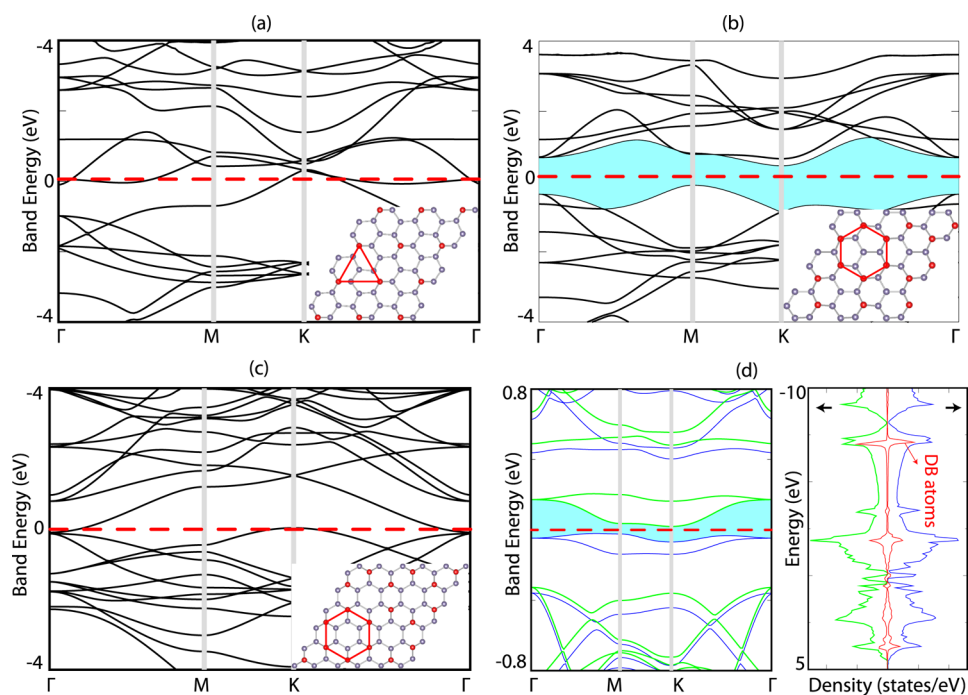 (a)
-4
0
-4
Band Energy (eV)
Γ
M
K
Γ
(b)
4
0
-4
Band Energy (eV)
Γ
M
K
Γ
(c)
-4
0
-4
Band Energy (eV)
Γ
M
K
Γ
(d)
0.8
-0.8
Band Energy (eV)
Γ
M
K
Γ
-10
5
Energy (eV)
DB atoms
Density (states/eV)